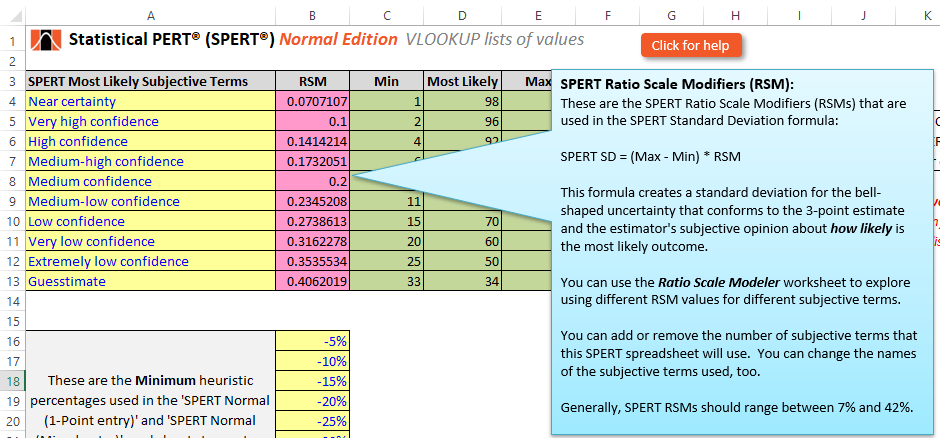 A B C D E F G H I J K
1 Statistical PERT® (SPERT®) Normal Edition VLOOKUP lists of values Click for help
2
3 SPERT Most Likely Subjective Terms RSM Min Most Likely Max
4 Near certainty 0.0707107 1 98
5 Very high confidence 0.1 2 96
6 High confidence 0.1414214 4 92
7 Medium-high confidence 0.1732051
8 Medium confidence 0.2
9 Medium-low confidence 0.2345208 11
10 Low confidence 0.2738613 15 70
11 Very low confidence 0.3162278 20 60
12 Extremely low confidence 0.3535534 25 50
13 Guesstimate 0.4062019 33 34
14
15
16 -5%
17 -10%
18 These are the Minimum heuristic -15%
19 percentages used in the 'SPERT Normal -20%
20 (1-Point entry)' and 'SPERT Normal -25%
SPERT Ratio Scale Modifiers (RSM):
These are the SPERT Ratio Scale Modifiers (RSMs) that are
used in the SPERT Standard Deviation formula:
SPERT SD = (Max - Min) * RSM
This formula creates a standard deviation for the bell-
shaped uncertainty that conforms to the 3-point estimate
and the estimator's subjective opinion about how likely is
the most likely outcome.
You can use the Ratio Scale Modeler worksheet to explore
using different RSM values for different subjective terms.
You can add or remove the number of subjective terms that
this SPERT spreadsheet will use. You can change the names
of the subjective terms used, too.
Generally, SPERT RSMs should range between 7% and 42%.